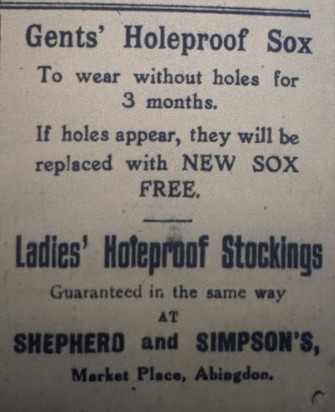 Gents' Holeproof Sox
To wear without holes for
3 months.
If holes appear, they will be
replaced with NEW SOX
FREE.
Ladies' Holeproof Stockings
Guaranteed in the same way
AT
SHEPHERD and SIMPSON'S,
Market Place, Abingdon.